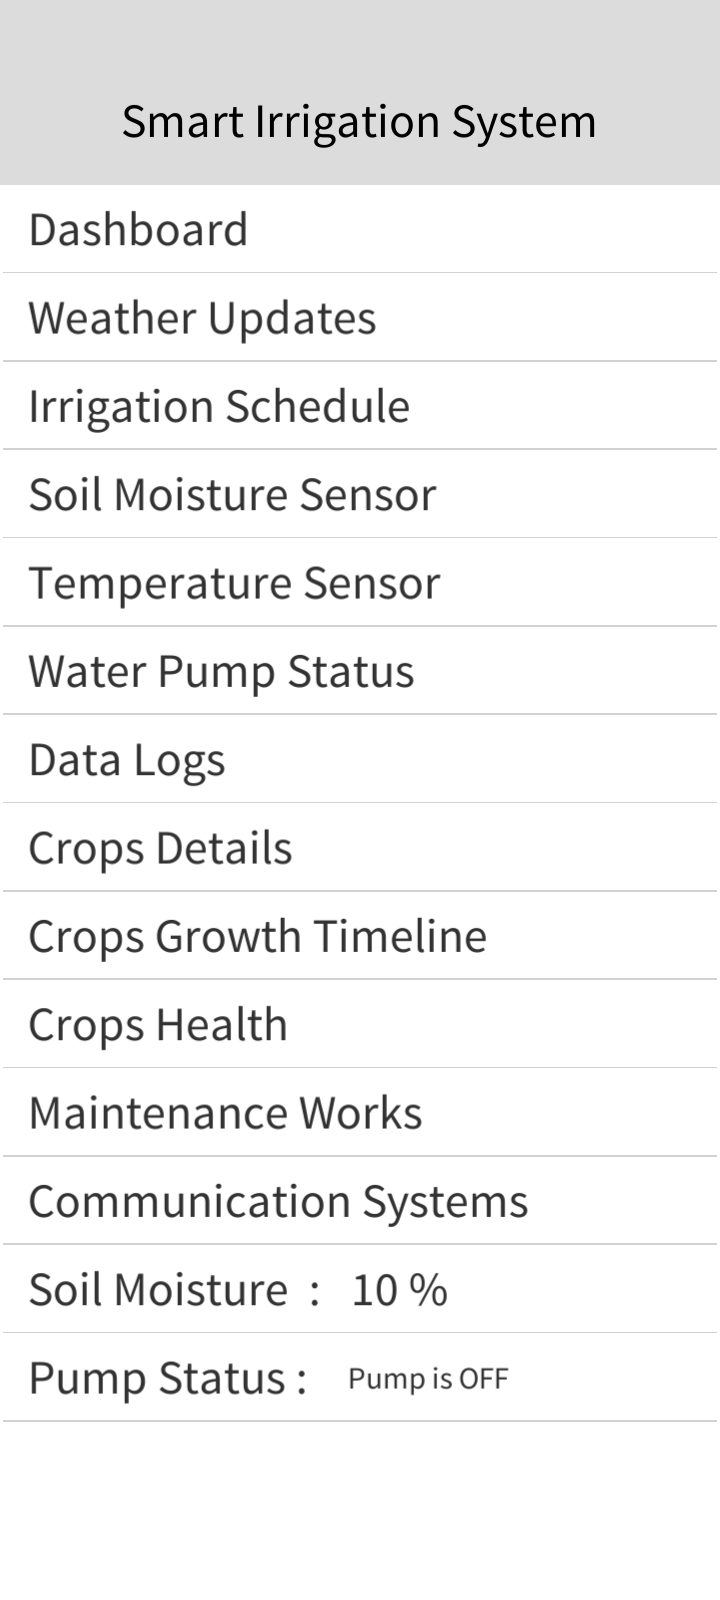 Smart Irrigation System
Dashboard
Weather Updates
Irrigation Schedule
Soil Moisture Sensor
Temperature Sensor
Water Pump Status
Data Logs
Crops Details
Crops Growth Timeline
Crops Health
Maintenance Works
Communication Systems
Soil Moisture : 10 %
Pump Status : Pump is OFF